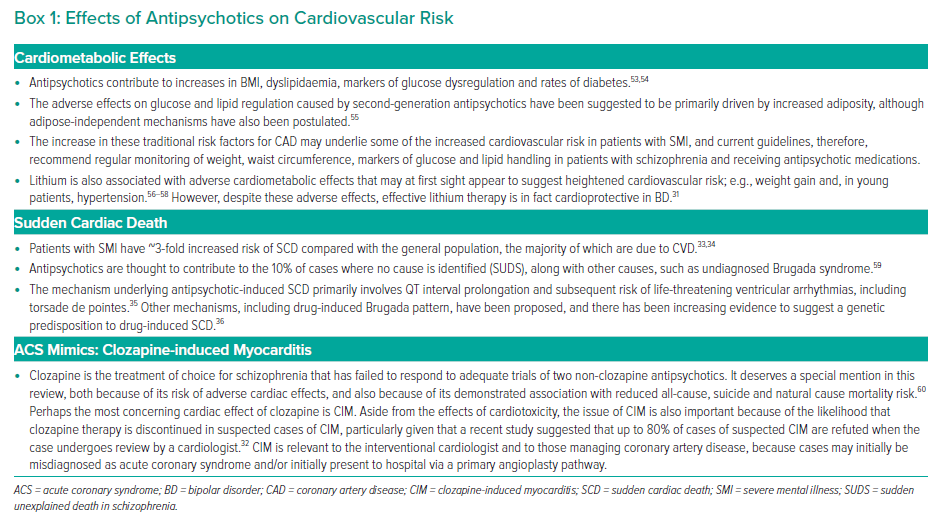 Box 1: Effects of Antipsychotics on Cardiovascular Risk
Cardiometabolic Effects
• Antipsychotics contribute to increases in BMI, dyslipidaemia, markers of glucose dysregulation and rates of diabetes.53,54
• The adverse effects on glucose and lipid regulation caused by second-generation antipsychotics have been suggested to be primarily driven by increased adiposity, although
adipose-independent mechanisms have also been postulated.55
• The increase in these traditional risk factors for CAD may underlie some of the increased cardiovascular risk in patients with SMI, and current guidelines, therefore,
recommend regular monitoring of weight, waist circumference, markers of glucose and lipid handling in patients with schizophrenia and receiving antipsychotic medications.
• Lithium is also associated with adverse cardiometabolic effects that may at first sight appear to suggest heightened cardiovascular risk; e.g., weight gain and, in young
patients, hypertension.56–58 However, despite these adverse effects, effective lithium therapy is in fact cardioprotective in BD.31
Sudden Cardiac Death
• Patients with SMI have ~3-fold increased risk of SCD compared with the general population, the majority of which are due to CVD.33,34
• Antipsychotics are thought to contribute to the 10% of cases where no cause is identified (SUDS), along with other causes, such as undiagnosed Brugada syndrome.59
• The mechanism underlying antipsychotic-induced SCD primarily involves QT interval prolongation and subsequent risk of life-threatening ventricular arrhythmias, including
torsade de pointes.35 Other mechanisms, including drug-induced Brugada pattern, have been proposed, and there has been increasing evidence to suggest a genetic
predisposition to drug-induced SCD.36
ACS Mimics: Clozapine-induced Myocarditis
• Clozapine is the treatment of choice for schizophrenia that has failed to respond to adequate trials of two non-clozapine antipsychotics. It deserves a special mention in this
review, both because of its risk of adverse cardiac effects, and also because of its demonstrated association with reduced all-cause, suicide and natural cause mortality risk.60
Perhaps the most concerning cardiac effect of clozapine is CIM. Aside from the effects of cardiotoxicity, the issue of CIM is also important because of the likelihood that
clozapine therapy is discontinued in suspected cases of CIM, particularly given that a recent study suggested that up to 80% of cases of suspected CIM are refuted when the
case undergoes review by a cardiologist.32 CIM is relevant to the interventional cardiologist and to those managing coronary artery disease, because cases may initially be
misdiagnosed as acute coronary syndrome and/or initially present to hospital via a primary angioplasty pathway.
ACS = acute coronary syndrome; BD = bipolar disorder; CAD = coronary artery disease; CIM = clozapine-induced myocarditis; SCD = sudden cardiac death; SMI = severe mental illness; SUDS = sudden
unexplained death in schizophrenia.